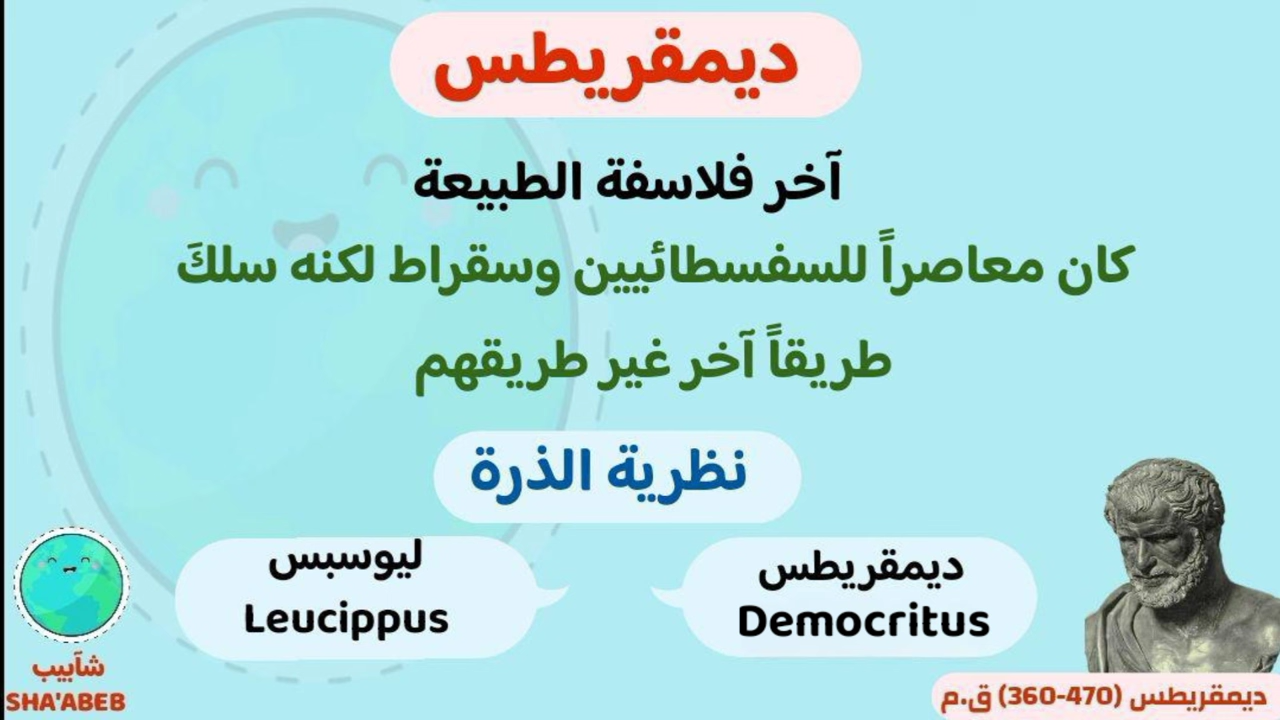 ديمقريطس
آخر فلاسفة الطبيعة
كان معاصراً للسفسطائيين وسقراط لكنه سلكَ
طريقاً آخر غير طريقهم
نظرية الذرة
ديمقريطس
Democritus
ليوسبس
Leucippus
شآبيب
SHA'ABEB
ديمقريطس (470-360) ق.م